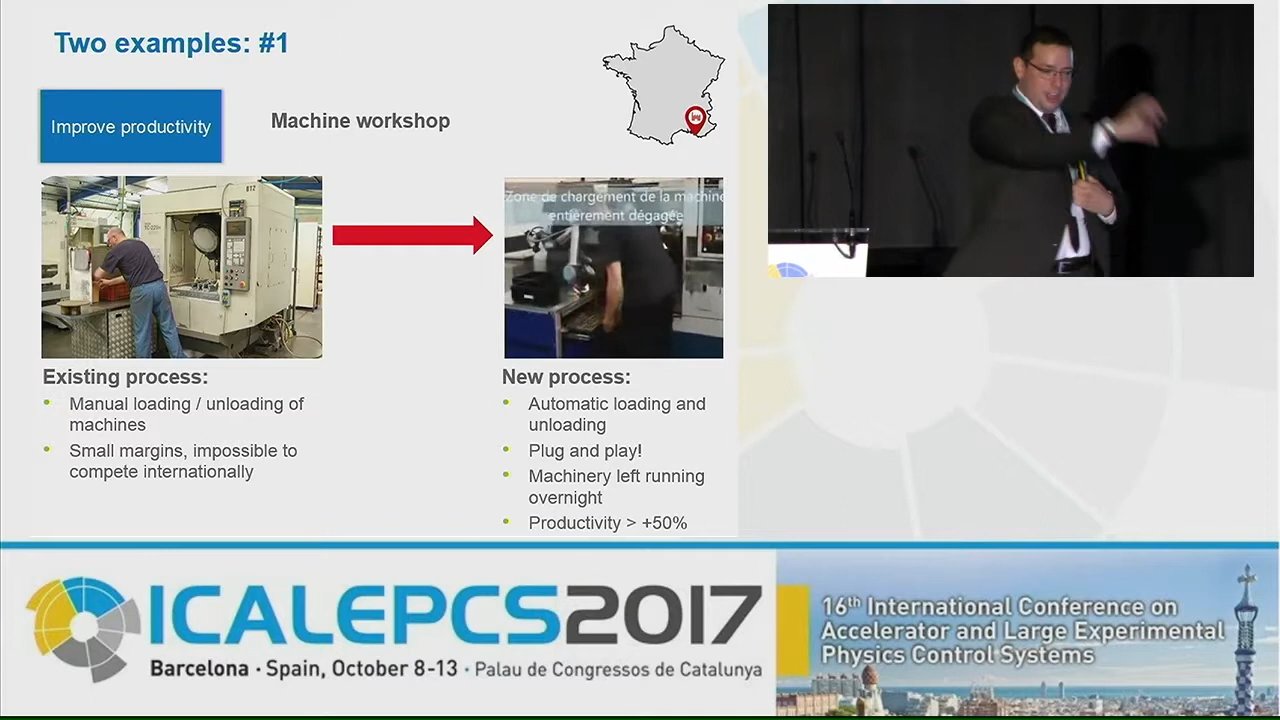 Two examples: #1
Improve productivity
Machine workshop
Zone de chargement de la machine
entièrement dégagée
Existing process:
• Manual loading / unloading of
machines
• Small margins, impossible to
compete internationally
New process:
• Automatic loading and
unloading
• Plug and play!
• Machinery left running
overnight
• Productivity > +50%
ICALEPCS2017
Barcelona · Spain, October 8-13 · Palau de Congressos de Catalunya
16th International Conference on
Accelerator and Large Experimental
Physics Control Systems